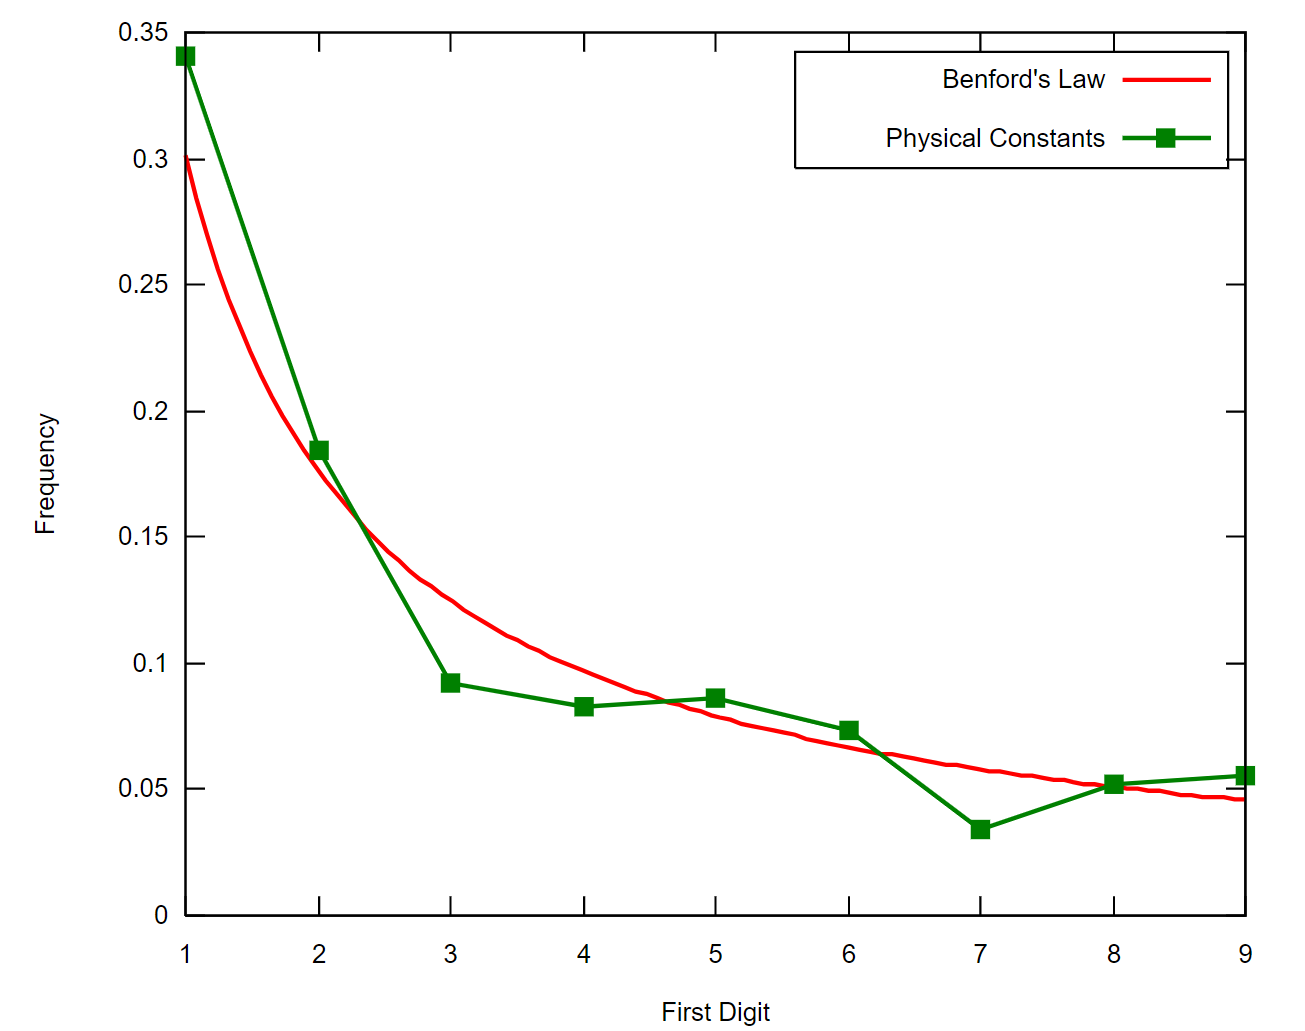 0.35
0.3
0.25
0.2
0.15
0.1
0.05
0
Frequency
Benford's Law
Physical Constants
1 2 3 4 5 6 7 8 9
First Digit